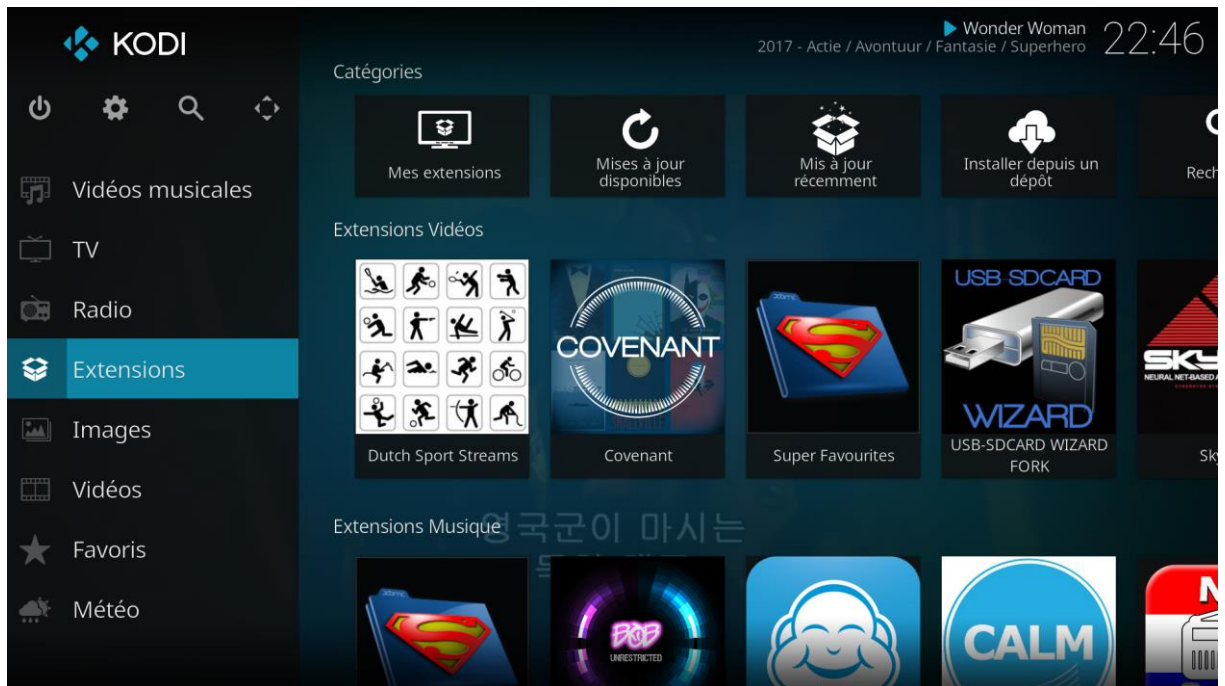 KODI
Wonder Woman
2017 - Actie / Avontuur / Fantasie / Superhero
22:46
Vidéos musicales
TV
Radio
Extensions
Images
Vidéos
Favoris
Météo
Catégories
Mes extensions
Mises à jour
disponibles
Mis à jour
récemment
Installer depuis un
dépôt
Extensions Vidéos
COVENANT
USB-SDCARD
WIZARD
Dutch Sport Streams
Covenant
Super Favourites
USB-SDCARD WIZARD
FORK
Extensions Musique
영국군이 마시는
BOB
UNRESTRICTED
CALM